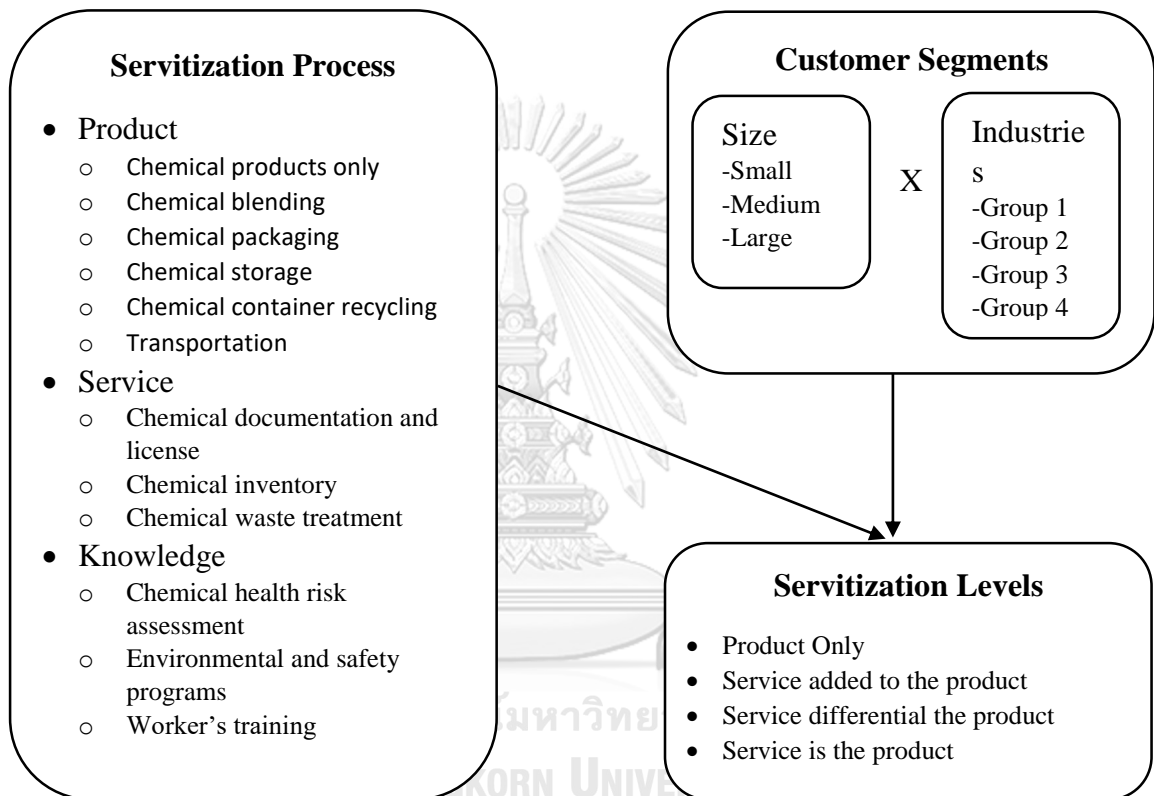 Servitization Process
• Product
o Chemical products only
o Chemical blending
o Chemical packaging
o Chemical storage
o Chemical container recycling
o Transportation
• Service
o Chemical documentation and
license
o Chemical inventory
o Chemical waste treatment
• Knowledge
o Chemical health risk
assessment
o Environmental and safety
programs
o Worker’s training
Customer Segments
Size
-Small
-Medium
-Large
X
Industrie
s
-Group 1
-Group 2
-Group 3
-Group 4
Servitization Levels
• Product Only
• Service added to the product
• Service differential the product
• Service is the product